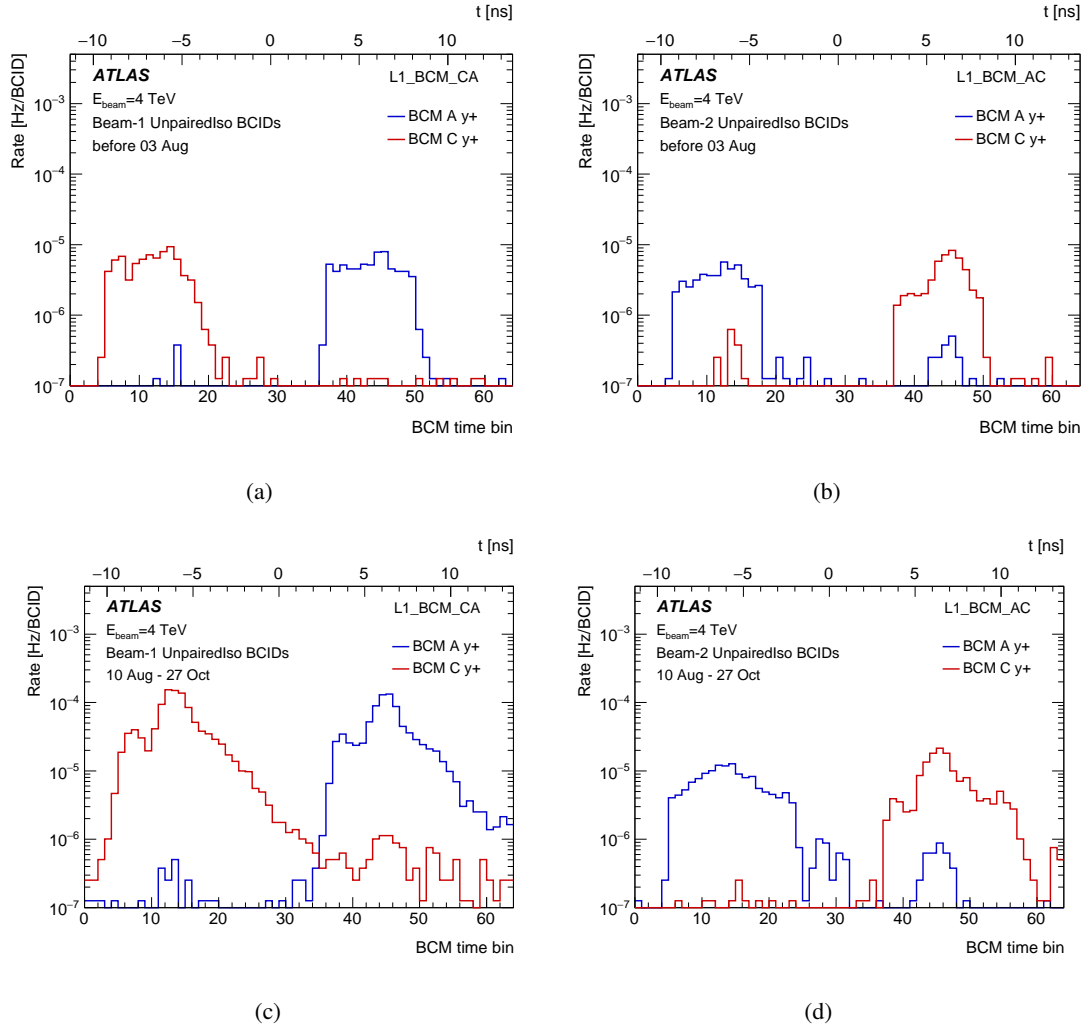 t [ns]
−10 −5 0 5 10
Rate [Hz/BCID]
ATLAS
L1_BCM_CA
E_beam=4 TeV
Beam-1 UnpairedIso BCIDs
before 03 Aug
BCM A y+
BCM C y+
10^−3
10^−4
10^−5
10^−6
10^−7
0 10 20 30 40 50 60
BCM time bin
(a)
t [ns]
−10 −5 0 5 10
Rate [Hz/BCID]
ATLAS
L1_BCM_AC
E_beam=4 TeV
Beam-2 UnpairedIso BCIDs
before 03 Aug
BCM A y+
BCM C y+
10^−3
10^−4
10^−5
10^−6
10^−7
0 10 20 30 40 50 60
BCM time bin
(b)
t [ns]
−10 −5 0 5 10
Rate [Hz/BCID]
ATLAS
L1_BCM_CA
E_beam=4 TeV
Beam-1 UnpairedIso BCIDs
10 Aug - 27 Oct
BCM A y+
BCM C y+
10^−3
10^−4
10^−5
10^−6
10^−7
0 10 20 30 40 50 60
BCM time bin
(c)
t [ns]
−10 −5 0 5 10
Rate [Hz/BCID]
ATLAS
L1_BCM_AC
E_beam=4 TeV
Beam-2 UnpairedIso BCIDs
10 Aug - 27 Oct
BCM A y+
BCM C y+
10^−3
10^−4
10^−5
10^−6
10^−7
0 10 20 30 40 50 60
BCM time bin
(d)